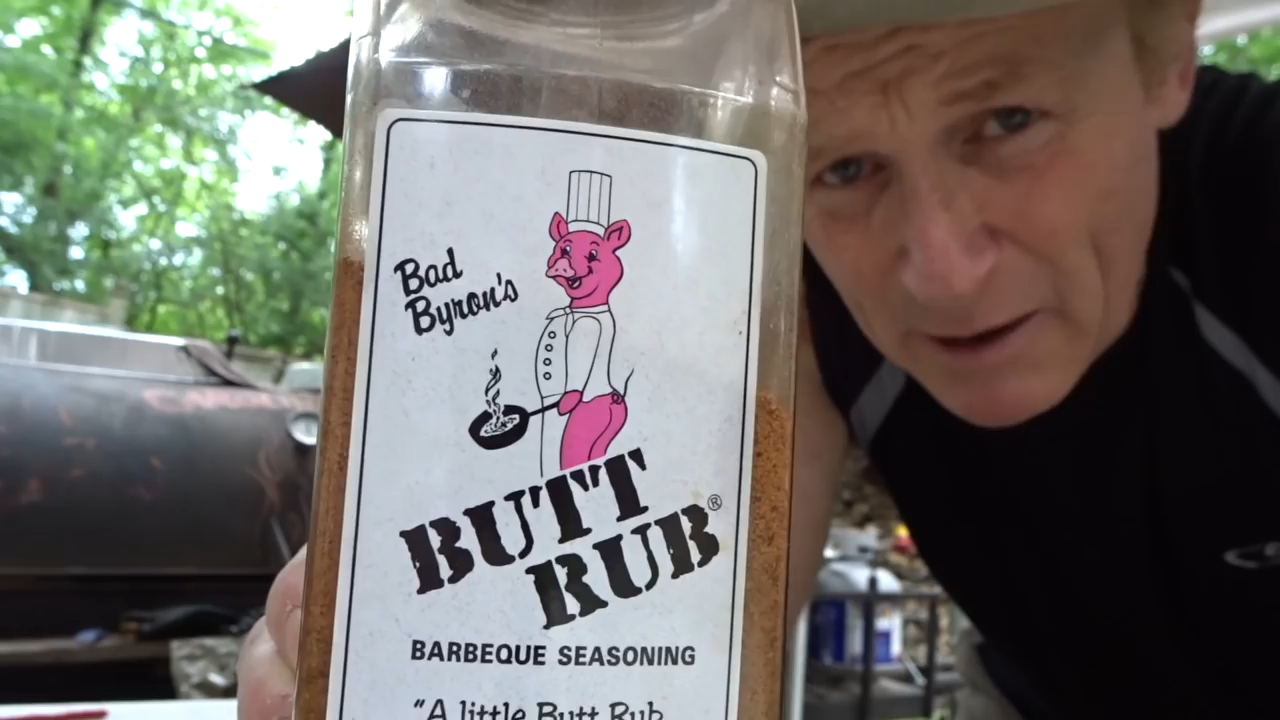 Bad
Byron's
BUTT
RUB®
BARBEQUE SEASONING
"A little Butt Rub